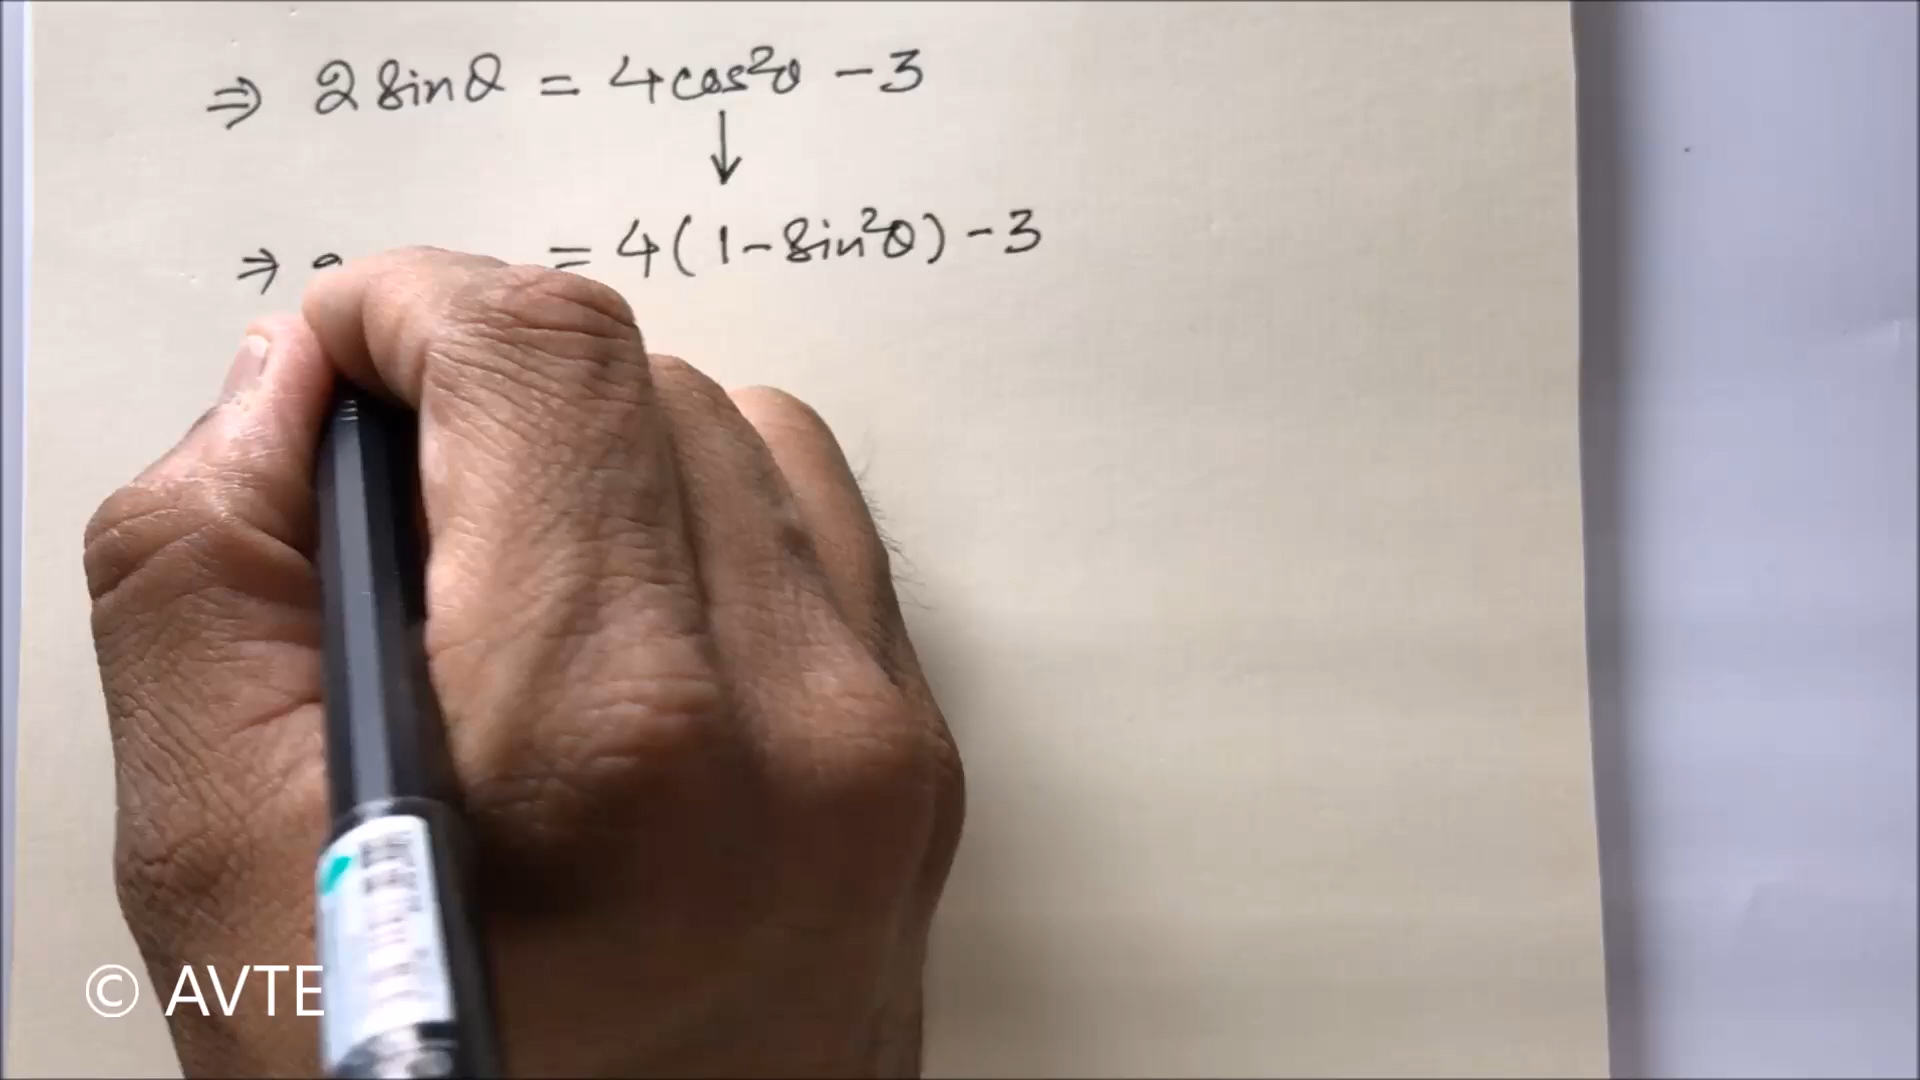 ⇒ 2 sinθ = 4cos²θ - 3
↓
⇒ = 4(1 - sin²θ) - 3
© AVTE